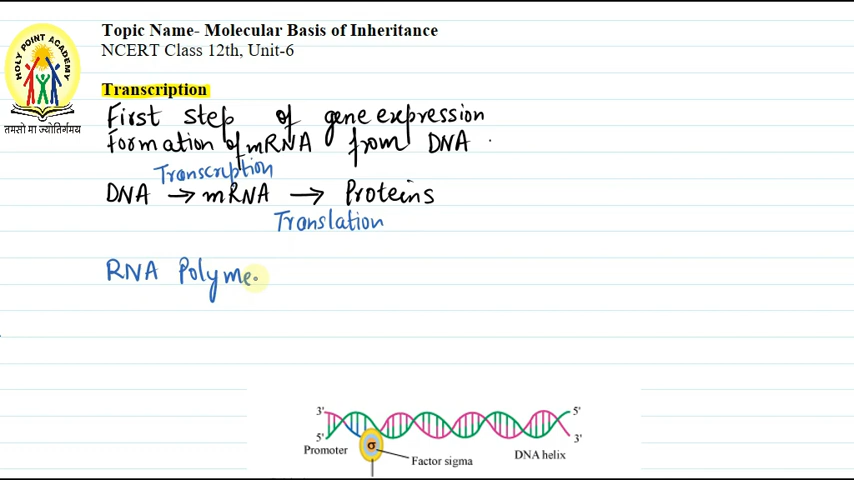 HOLY POINT ACADEMY
तमसो मा ज्योतिर्गमय
Topic Name- Molecular Basis of Inheritance
NCERT Class 12th, Unit-6
Transcription
First step of gene expression
Formation of mRNA from DNA .
Transcription
DNA → mRNA → Proteins
Translation
RNA Polyme
3' 5'
5' 3'
Promoter σ Factor sigma DNA helix